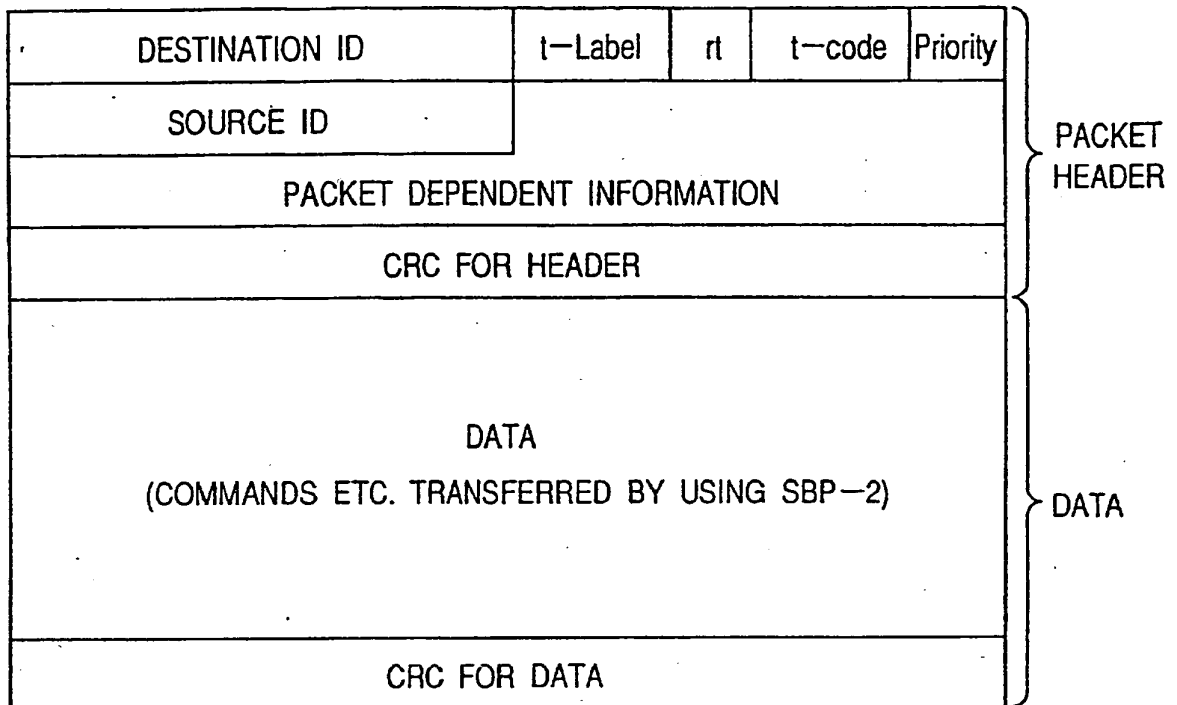 DESTINATION ID
t-Label
rt
t-code
Priority
SOURCE ID
PACKET DEPENDENT INFORMATION
CRC FOR HEADER
PACKET
HEADER
DATA
(COMMANDS ETC. TRANSFERRED BY USING SBP-2)
DATA
CRC FOR DATA